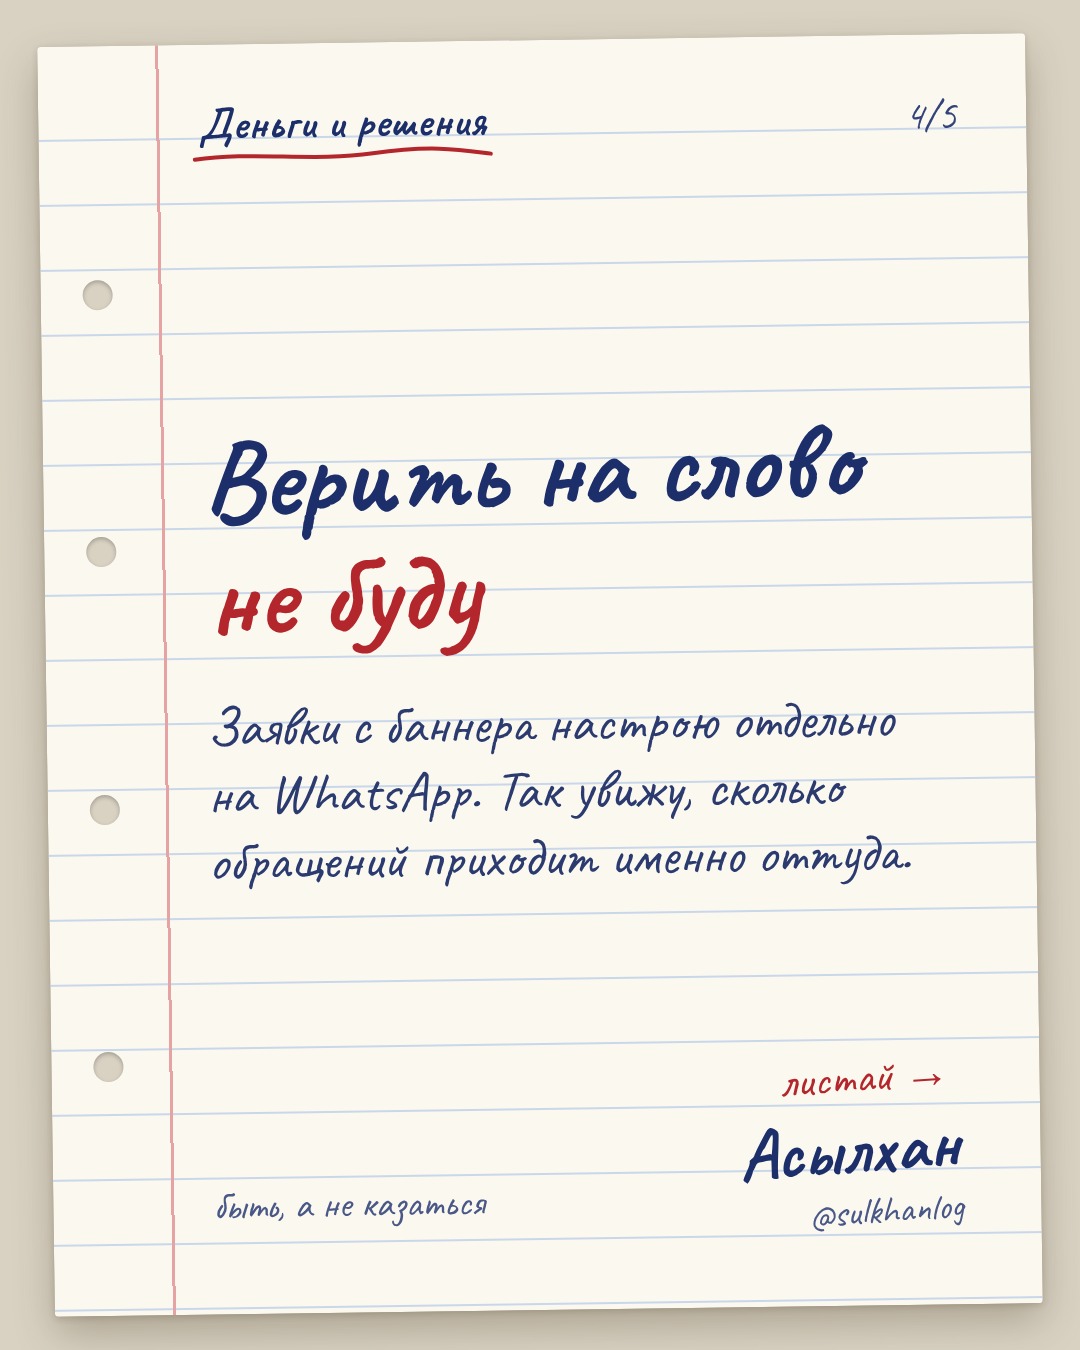 Деньги и решения
4/5
Верить на слово
не буду
Заявки с баннера настрою отдельно
на WhatsApp. Так увижу, сколько
обращений приходит именно оттуда.
листай →
Асылхан
быть, а не казаться
@sulkhanlog